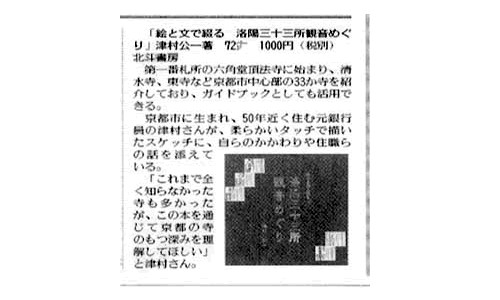 「絵と文で綴る 洛陽三十三所観音めぐ
り」津村公一著 72㌻ 1000円(税別)
北斗書房
第一番札所の六角堂頂法寺に始まり、清
水寺、東寺など京都市中心部の33か寺を紹
介しており、ガイドブックとしても活用で
きる。
京都市に生まれ、50年近く住む元銀行
員の津村さんが、柔らかいタッチで描い
たスケッチに、自らのかかわりや住職ら
の話を添えて
いる。
「これまで全
く知らなかった
寺も多かった
が、この本を通
じて京都の寺
のもつ深みを理
解してほしい」
と津村さん。
洛陽三十三所
観音めぐり